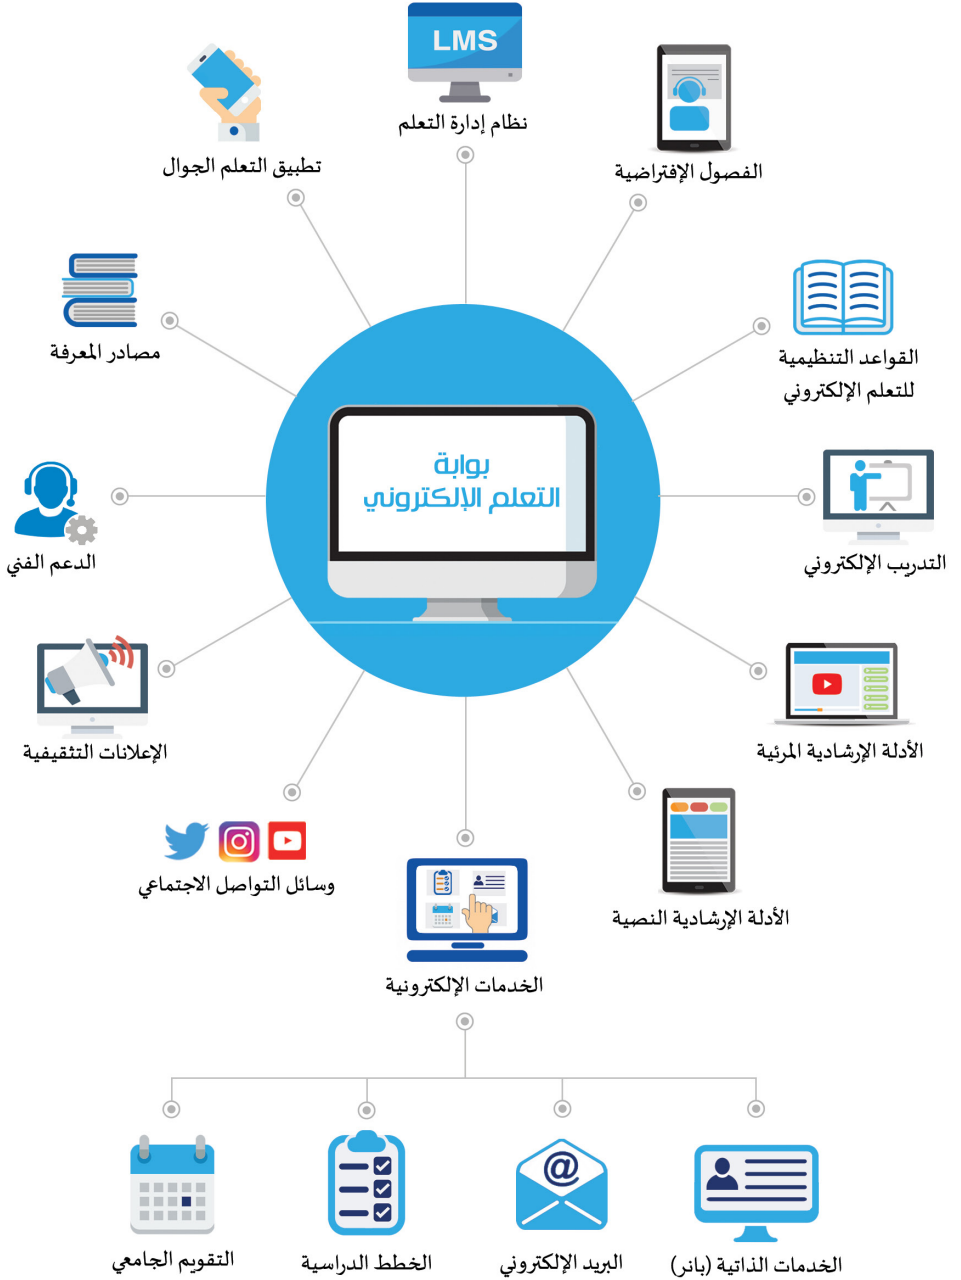 LMS
نظام إدارة التعلم
تطبيق التعلم الجوال
الفصول الإفتراضية
مصادر المعرفة
القواعد التنظيمية
للتعلم الإلكتروني
بوابة
التعلم الإلكتروني
الدعم الفني
التدريب الإلكتروني
الإعلانات التثقيفية
الأدلة الإرشادية المرئية
وسائل التواصل الاجتماعي
الأدلة الإرشادية النصية
الخدمات الإلكترونية
@
الخدمات الذاتية (بانر)
البريد الإلكتروني
الخطط الدراسية
التقويم الجامعي